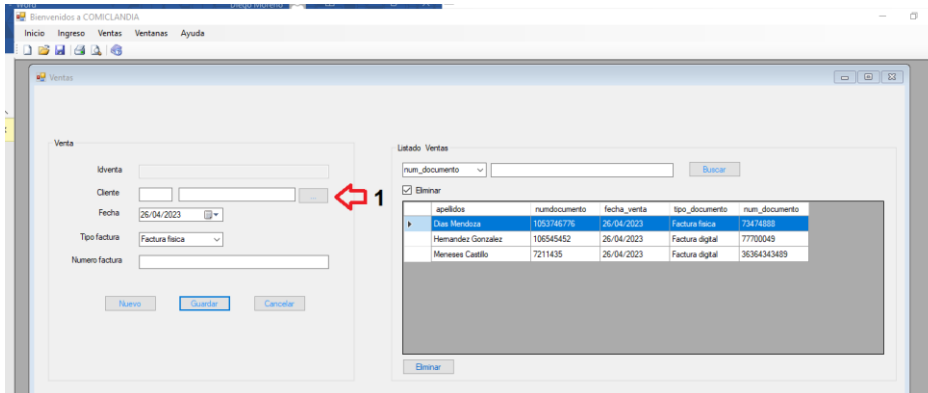 Word Diego Moreno
Bienvenidos a COMICLANDIA
Inicio Ingreso Ventas Ventanas Ayuda
Ventas
Venta
Idventa
Cliente ... 1
Fecha 26/04/2023
Tipo factura Factura fisica
Numero factura
Nuevo Guardar Cancelar
Listado Ventas
num_documento Buscar
Eliminar
apellidos numdocumento fecha_venta tipo_documento num_documento
Dias Mendoza 1053746776 26/04/2023 Factura fisica 73474888
Hernandez Gonzalez 106545452 26/04/2023 Factura digital 77700049
Meneses Castillo 7211435 26/04/2023 Factura digital 36364343489
Eliminar